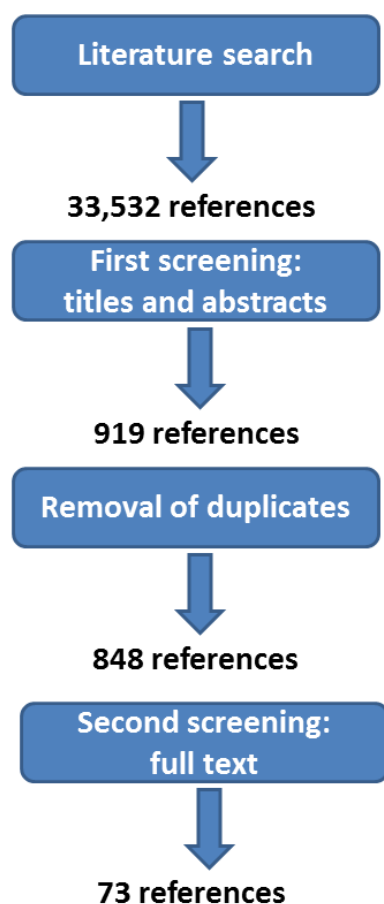 Literature search
33,532 references
First screening:
titles and abstracts
919 references
Removal of duplicates
848 references
Second screening:
full text
73 references